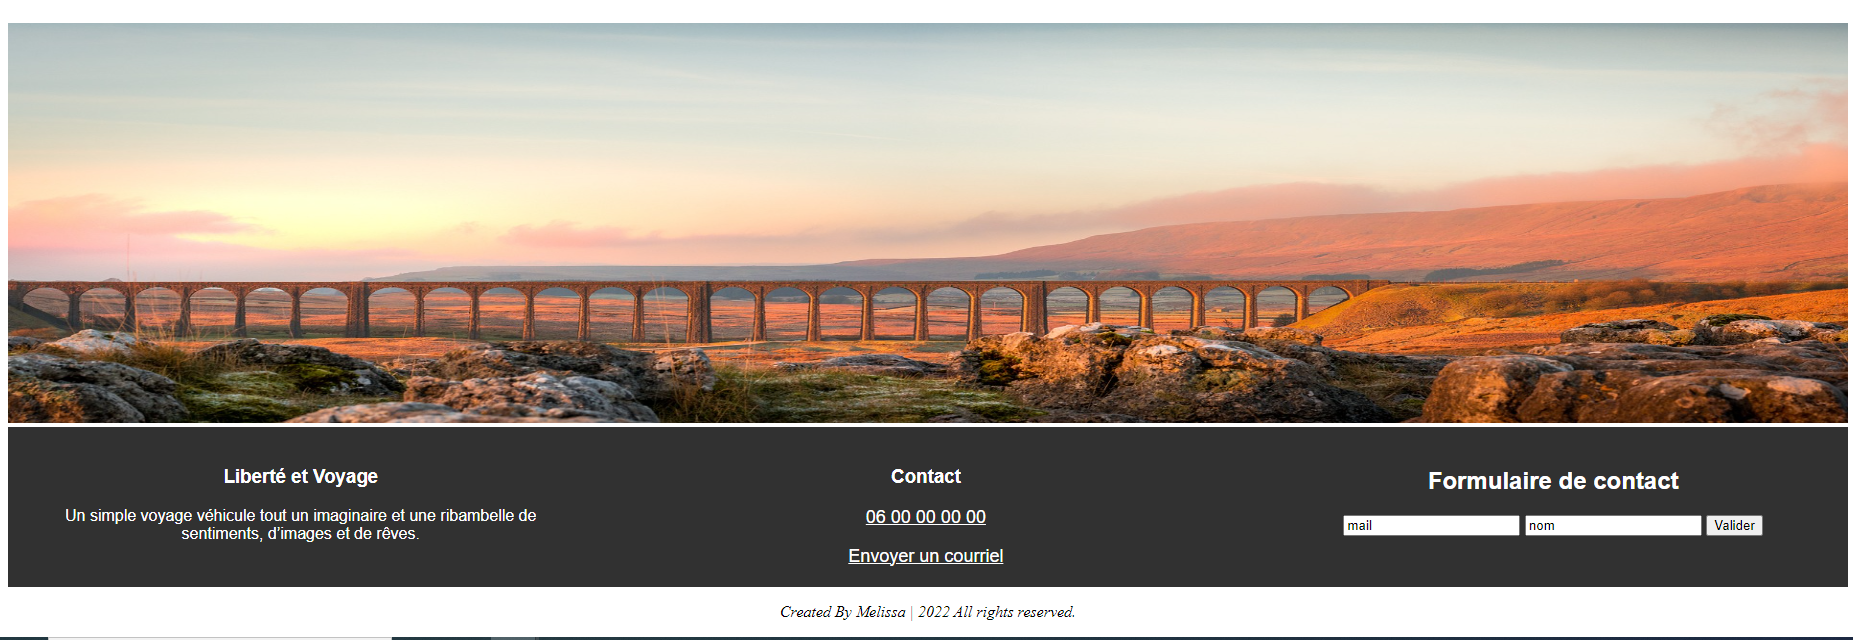 Liberté et Voyage
Un simple voyage véhicule tout un imaginaire et une ribambelle de
sentiments, d'images et de rêves.
Contact
06 00 00 00 00
Envoyer un courriel
Formulaire de contact
mail nom Valider
Created By Melissa | 2022 All rights reserved.